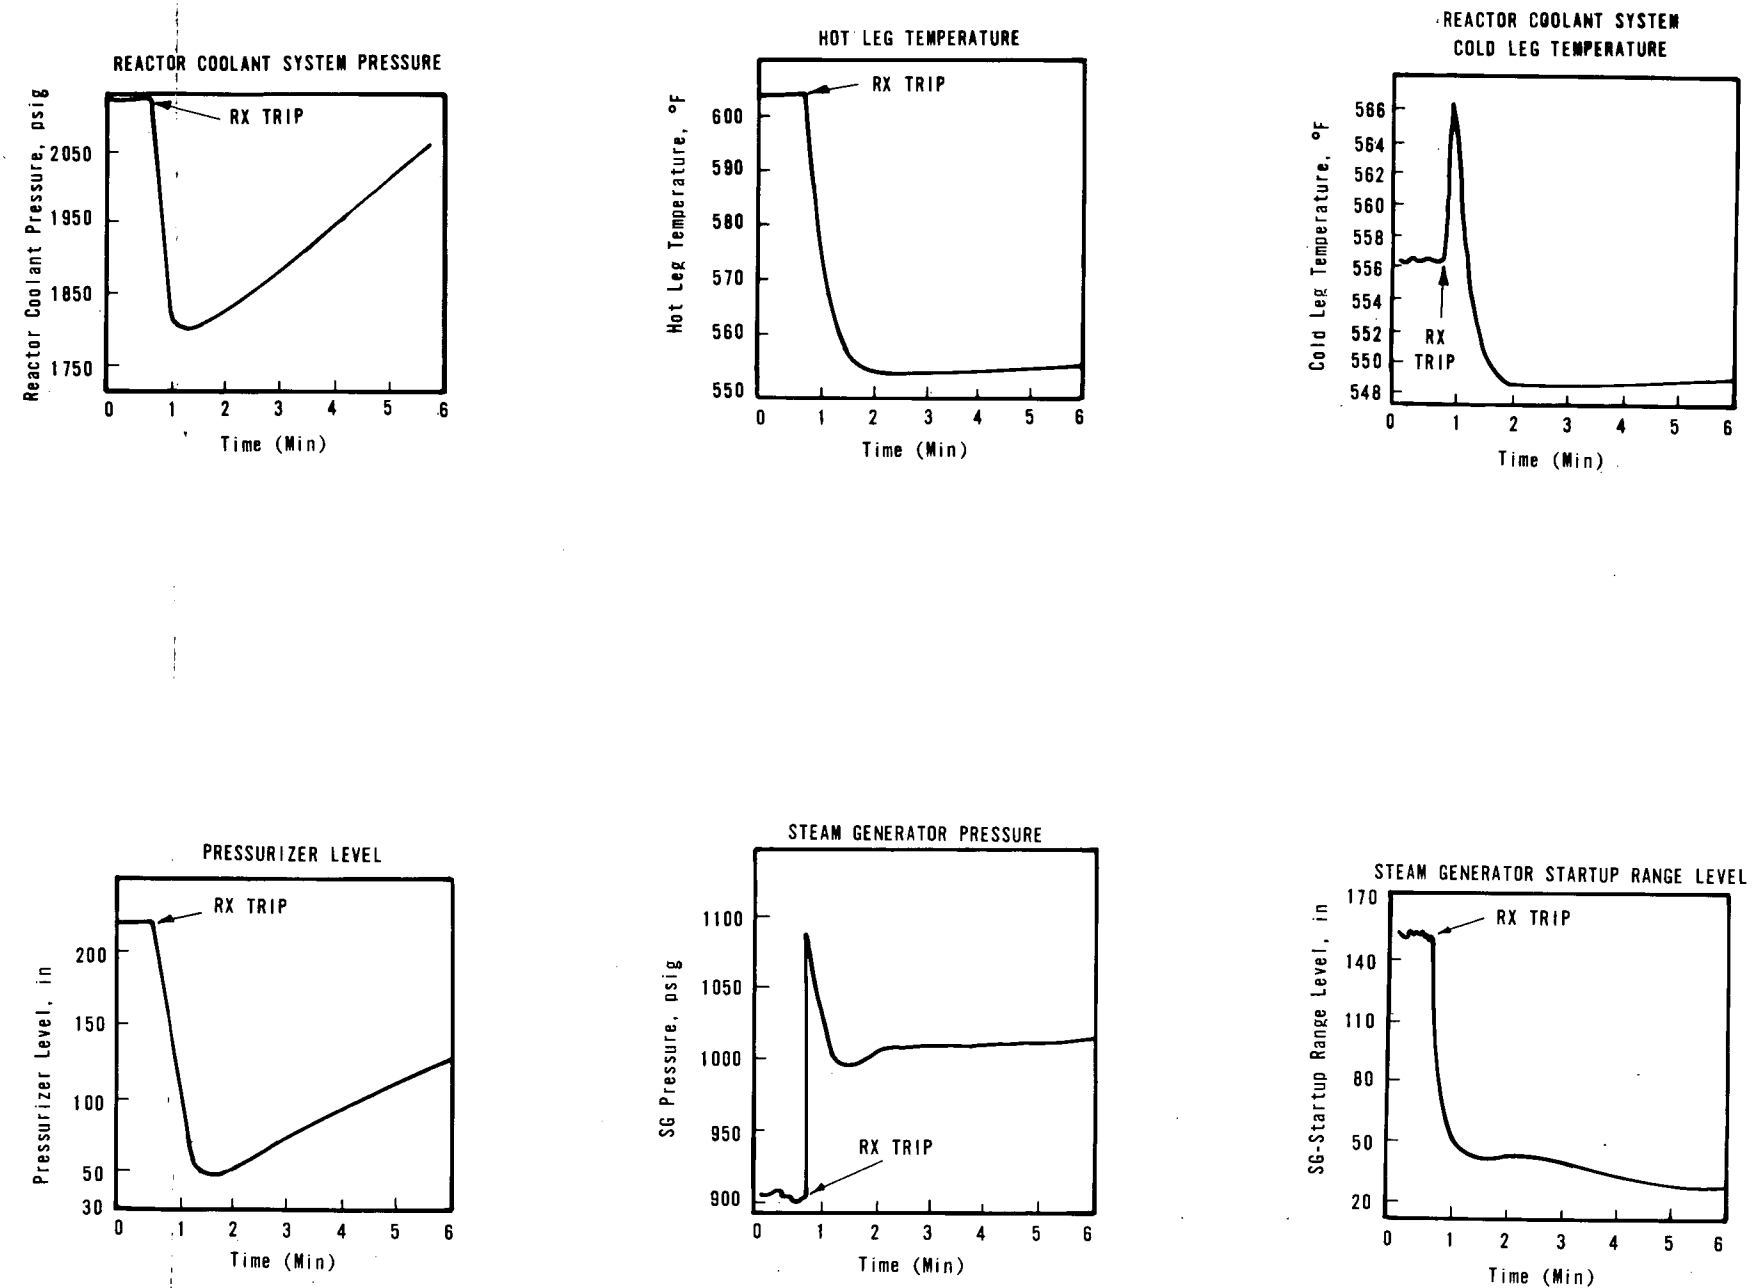 REACTOR COOLANT SYSTEM PRESSURE
Reactor Coolant Pressure, psig
RX TRIP
2050
1950
1850
1750
0 1 2 3 4 5 6
Time (Min)
HOT LEG TEMPERATURE
Hot Leg Temperature, °F
RX TRIP
600
590
580
570
560
550
0 1 2 3 4 5 6
Time (Min)
REACTOR COOLANT SYSTEM
COLD LEG TEMPERATURE
Cold Leg Temperature, °F
566
564
562
560
558
556
554
552
550
548
RX
TRIP
0 1 2 3 4 5 6
Time (Min)
PRESSURIZER LEVEL
Pressurizer Level, in
RX TRIP
200
150
100
50
30
0 1 2 3 4 5 6
Time (Min)
STEAM GENERATOR PRESSURE
SG Pressure, psig
1100
1050
1000
950
900
RX TRIP
0 1 2 3 4 5 6
Time (Min)
STEAM GENERATOR STARTUP RANGE LEVEL
SG-Startup Range Level, in
170
140
110
80
50
20
RX TRIP
0 1 2 3 4 5 6
Time (Min)